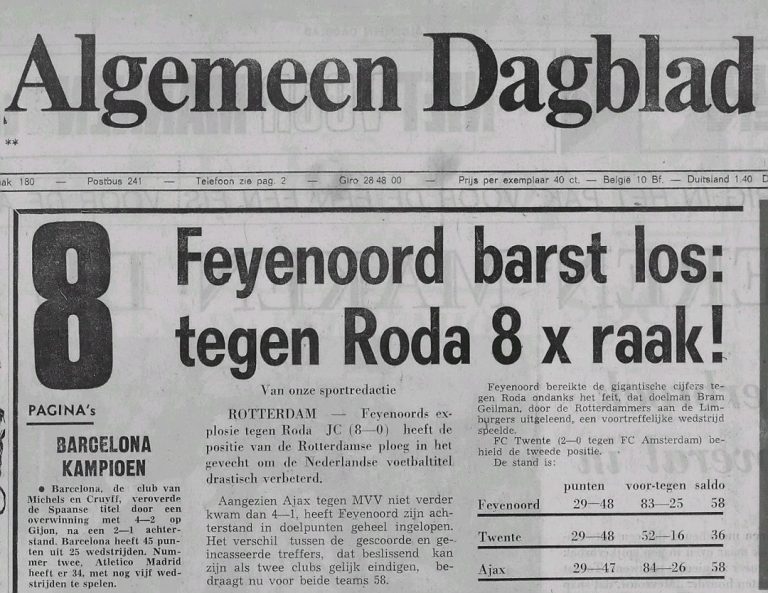 Algemeen Dagblad
**
aak 180 — Postbus 241 — Telefoon zie pag. 2 — Giro 28 48 00 — Prijs per exemplaar 40 ct. — België 10 Bf. — Duitsland 1.40 D
8
PAGINA's
BARCELONA
KAMPIOEN
● Barcelona, de club van
Michels en Cruyff, veroverde
de Spaanse titel door een
overwinning met 4—2 op
Gijon, na een 2—1 achter-
stand. Barcelona heeft 45 punten
uit 25 wedstrijden. Num-
mer twee, Atletico Madrid
heeft er 34, met nog vijf wed-
strijden te spelen.
Feyenoord barst los:
tegen Roda 8 x raak!
Van onze sportredactie
ROTTERDAM — Feyenoords ex-
plosie tegen Roda JC (8—0) heeft de
positie van de Rotterdamse ploeg in het
gevecht om de Nederlandse voetbaltitel
drastisch verbeterd.
Aangezien Ajax tegen MVV niet verder
kwam dan 4—1, heeft Feyenoord zijn ach-
terstand in doelpunten geheel ingelopen.
Het verschil tussen de gescoorde en ge-
incasseerde treffers, dat beslissend kan
zijn als twee clubs gelijk eindigen, be-
draagt nu voor beide teams 58.
Feyenoord bereikte de gigantische cijfers te-
gen Roda ondanks het feit, dat doelman Bram
Geilman, door de Rotterdammers aan de Lim-
burgers uitgeleend, een voortreffelijke wedstrijd
speelde.
FC Twente (2—0 tegen FC Amsterdam) be-
hield de tweede positie.
De stand is:
punten voor-tegen saldo
Feyenoord 29—48 83—25 58
Twente 29—48 52—16 36
Ajax 29—47 84—26 58